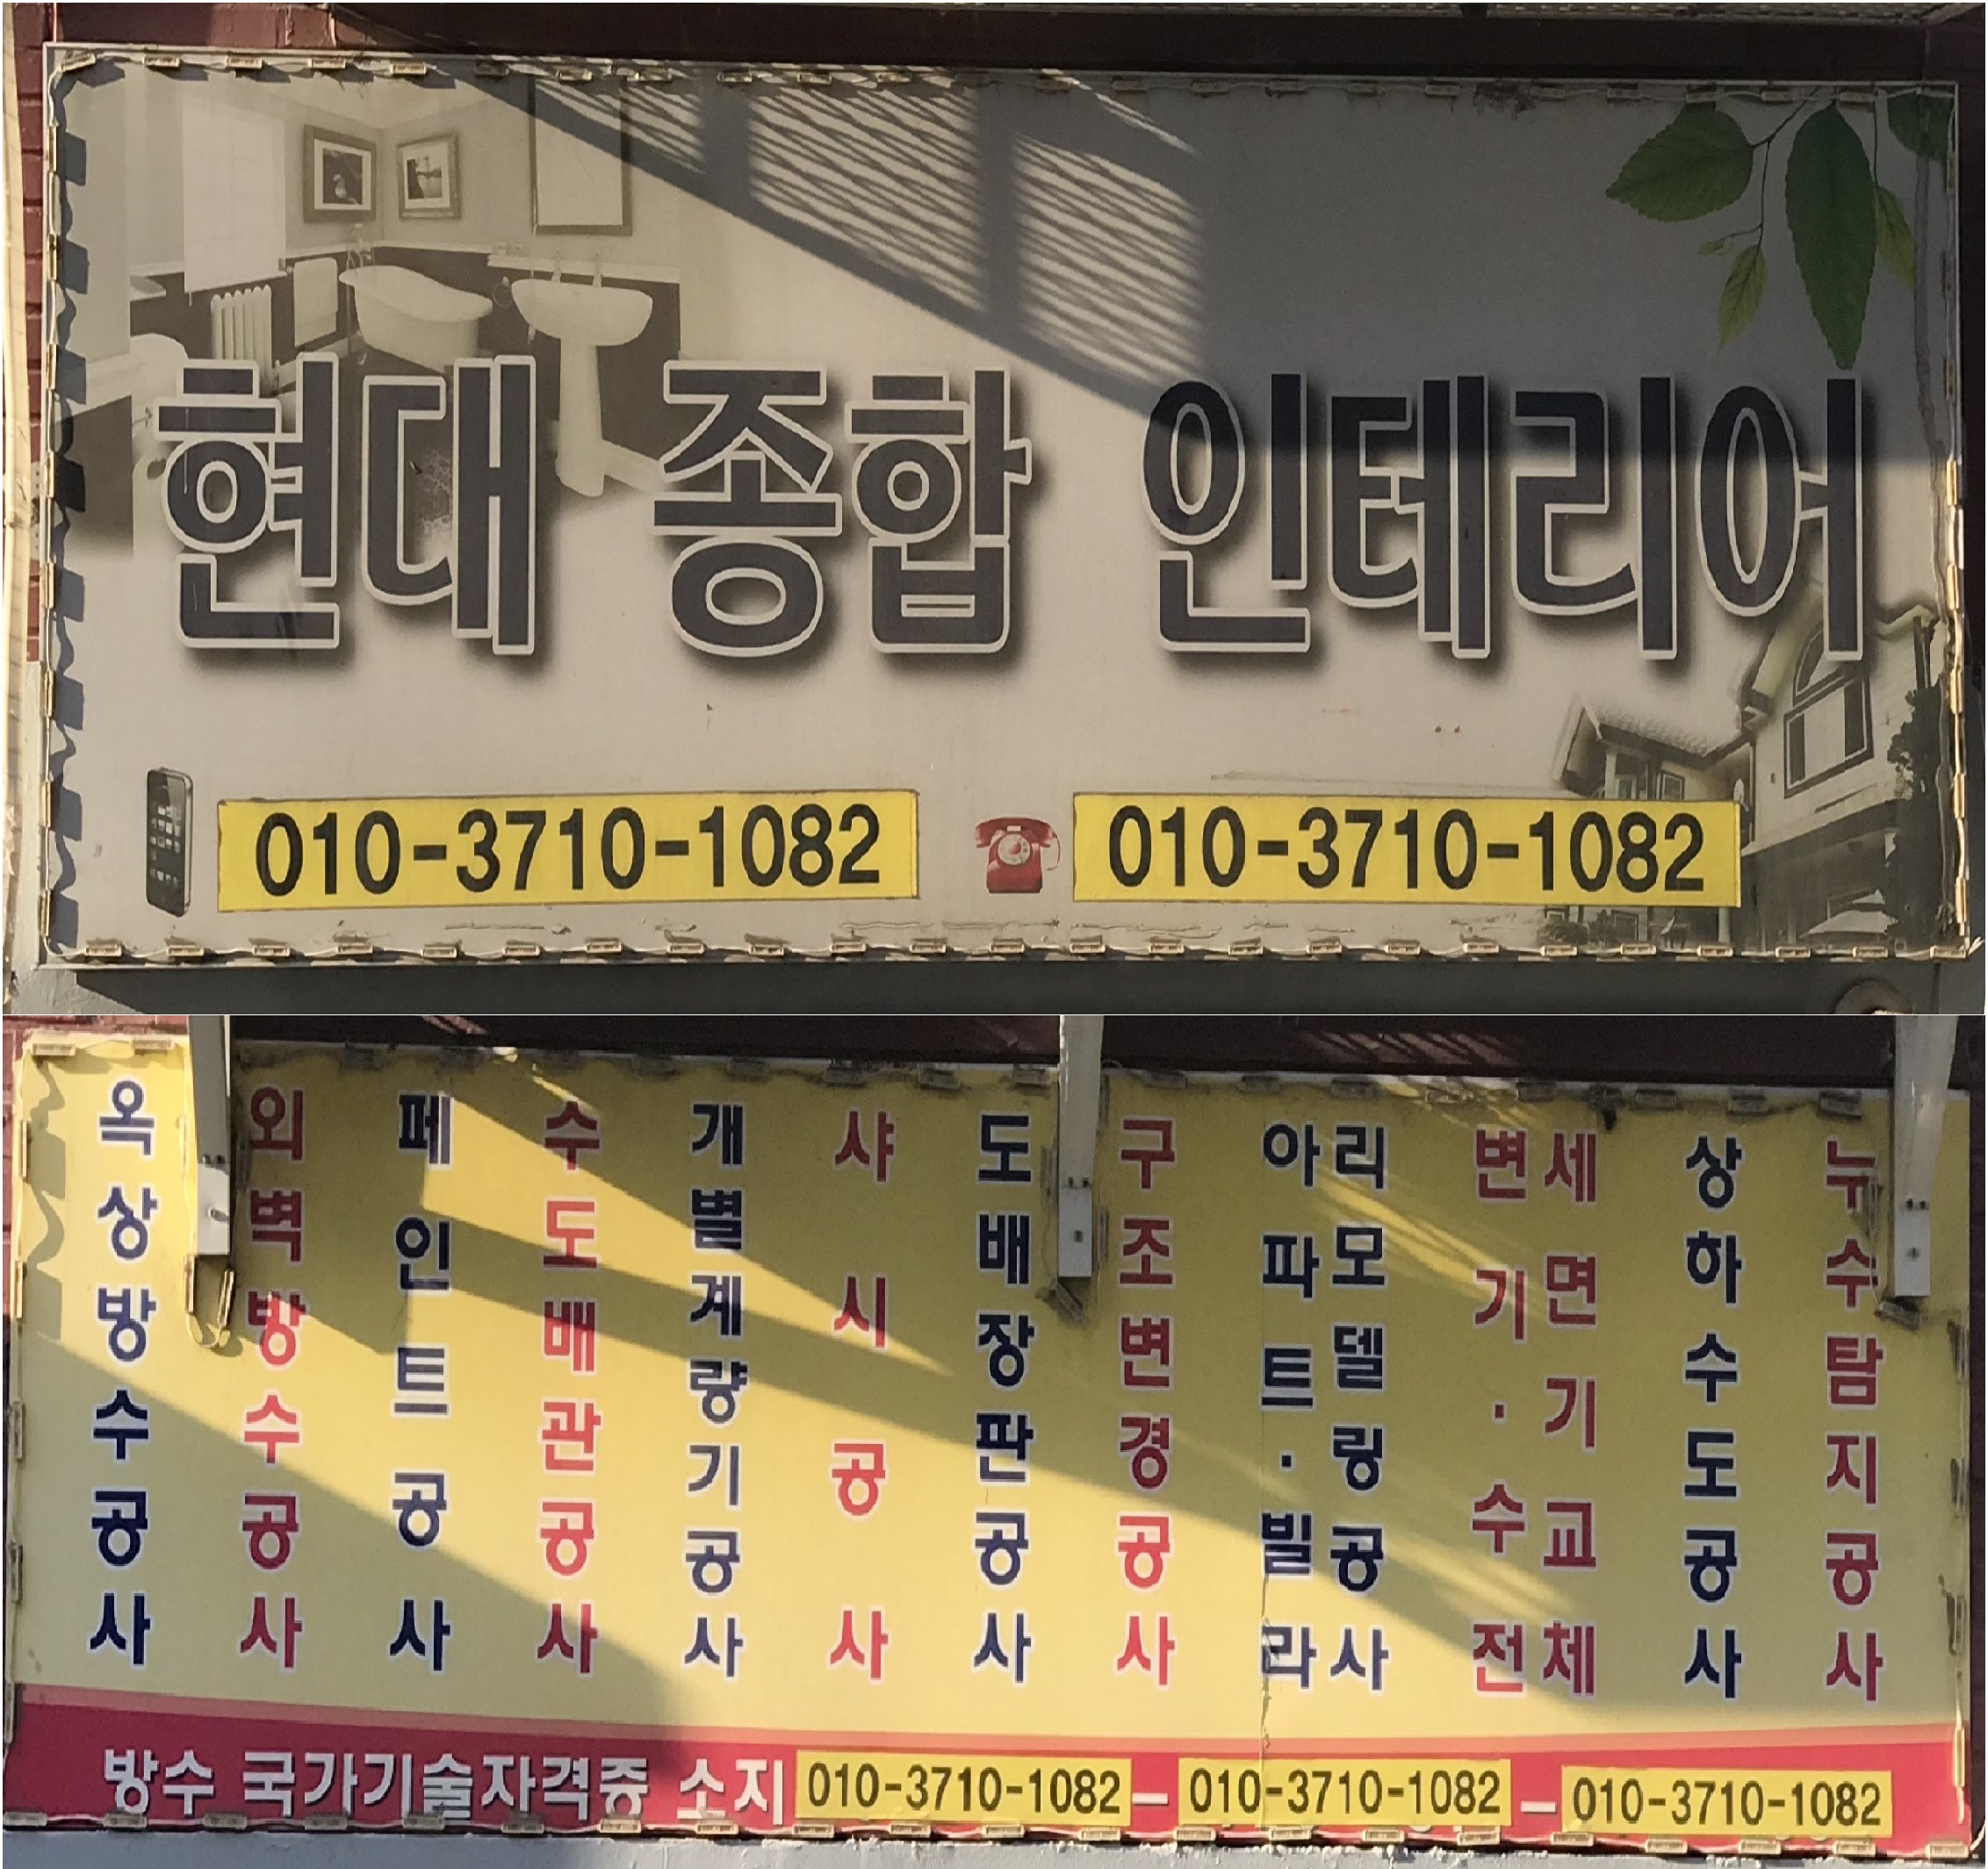 현대 종합 인테리어
010-3710-1082
010-3710-1082
옥상방수공사
외벽방수공사
페인트공사
수도배관공사
개별계량기공사
샤시공사
도배장판공사
구조변경공사
아파트·빌라
리모델링공사
변기·수전
세면기교체
상하수도공사
누수탐지공사
방수 국가기술자격증 소지 010-3710-1082 – 010-3710-1082 – 010-3710-1082